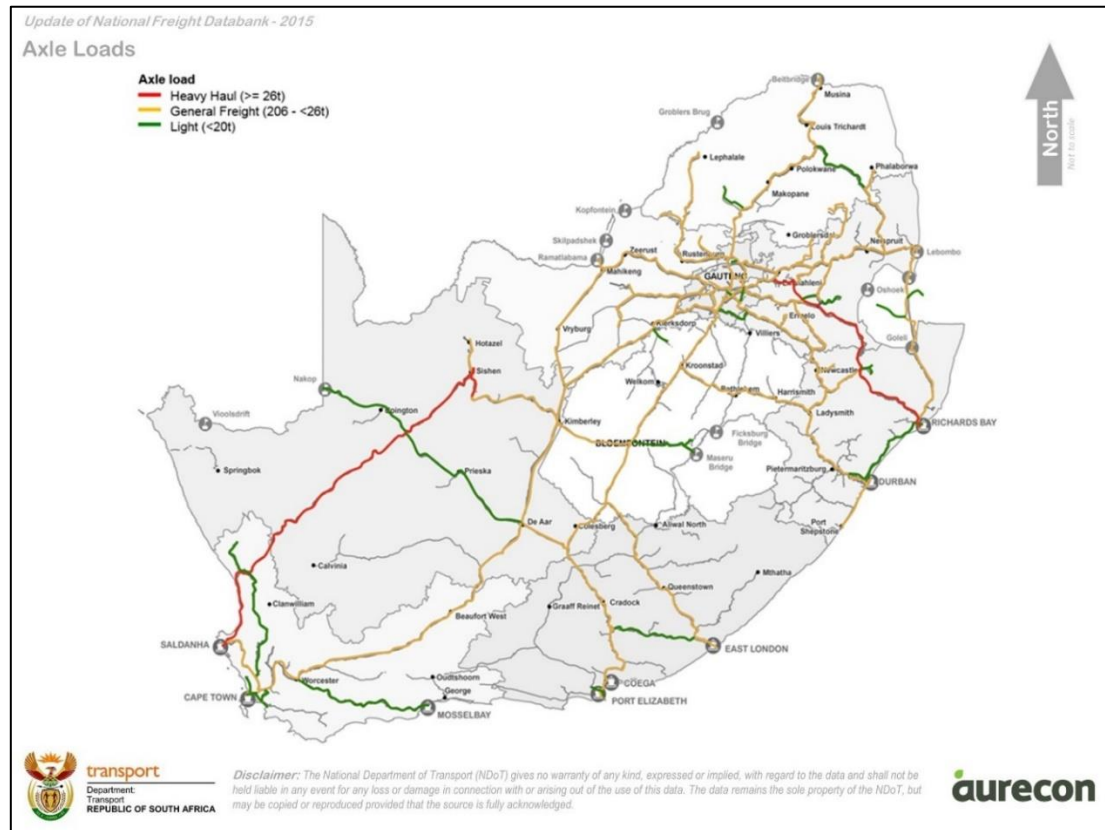 Update of National Freight Databank - 2015
Axle Loads
Axle load
Heavy Haul (>= 26t)
General Freight (206 - <26t)
Light (<20t)
North
Not to scale
Beitbridge
Musina
Groblers Brug
Louis Trichardt
Lephalale
Phalaborwa
Polokwane
Makopane
Kopfontein
Skilpadshek
Zeerust
Nelspruit
Lebombo
Ramatlabama
Mahikeng
GAUTENG
Oshoek
Ermelo
Klerksdorp
Villiers
Vryburg
Golela
Hotazel
Sishen
Kroonstad
Newcastle
Welkom
Harrismith
Nakop
Ladysmith
Kimberley
Vioolsdrift
RICHARDS BAY
BLOEMFONTEIN
Ficksburg
Bridge
Maseru
Bridge
Springbok
Prieska
Pietermaritzburg
DURBAN
De Aar
Colesberg
Aliwal North
Port
Shepstone
Calvinia
Mthatha
Queenstown
Clanwilliam
Graaff Reinet
Cradock
Beaufort West
SALDANHA
EAST LONDON
Worcester
Oudtshoorn
COEGA
George
CAPE TOWN
PORT ELIZABETH
MOSSELBAY
transport
Department:
Transport
REPUBLIC OF SOUTH AFRICA
Disclaimer: The National Department of Transport (NDoT) gives no warranty of any kind, expressed or implied, with regard to the data and shall not be
held liable in any event for any loss or damage in connection with or arising out of the use of this data. The data remains the sole property of the NDoT, but
may be copied or reproduced provided that the source is fully acknowledged.
aurecon